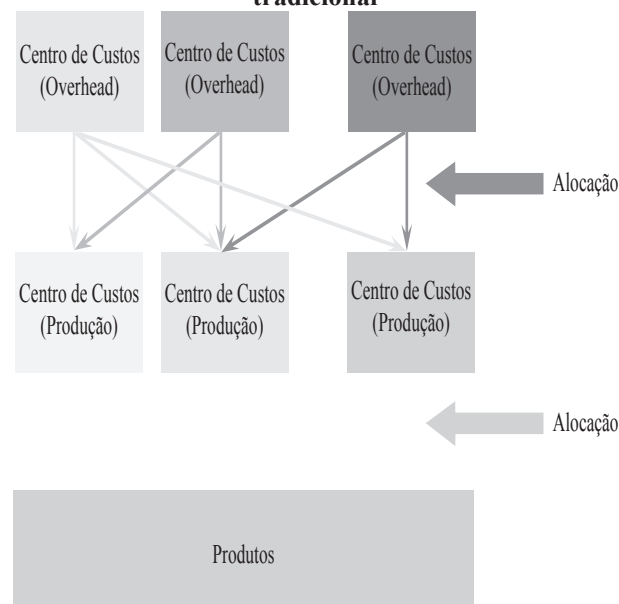 tradicional
Centro de Custos
(Overhead)
Centro de Custos
(Overhead)
Centro de Custos
(Overhead)
Alocação
Centro de Custos
(Produção)
Centro de Custos
(Produção)
Centro de Custos
(Produção)
Alocação
Produtos